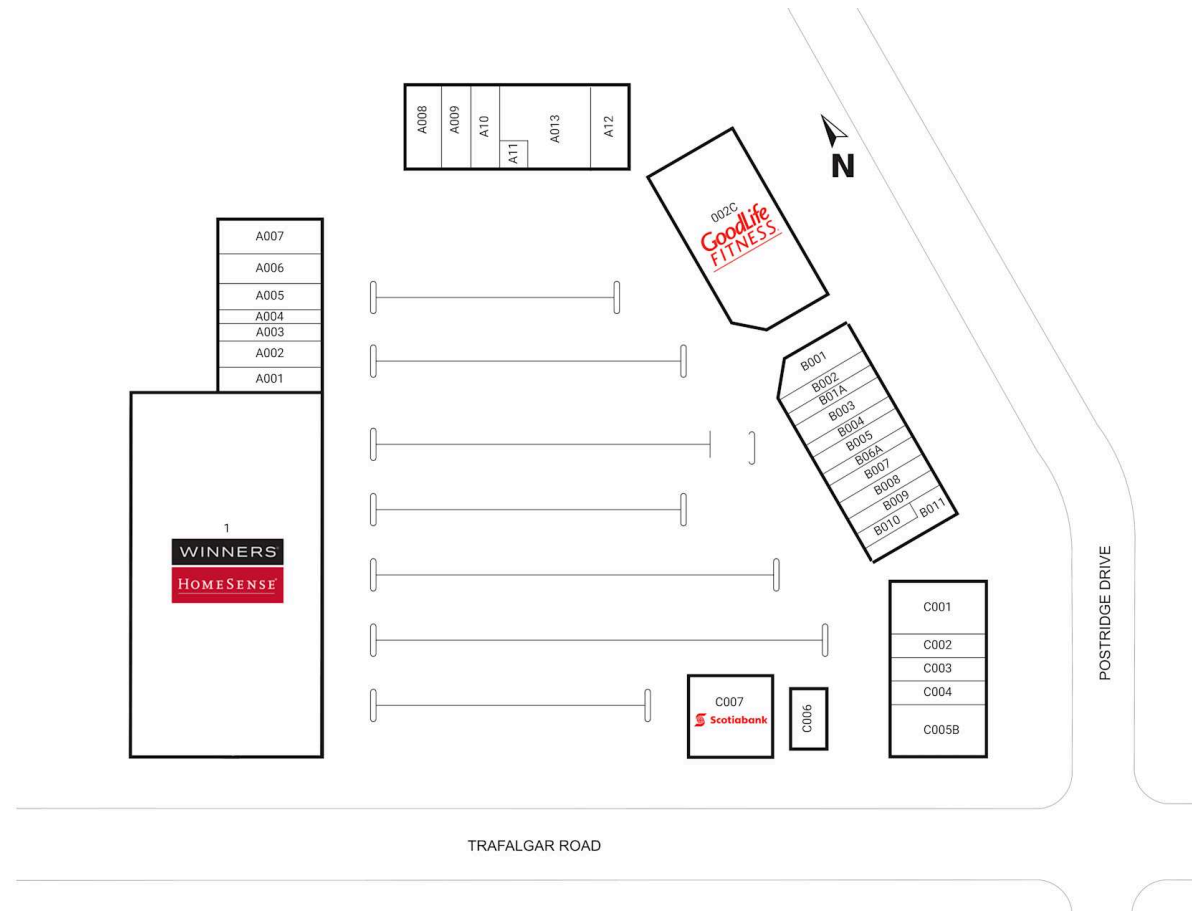 A008
A009
A10
A11
A013
A12
N
002C
GoodLife
FITNESS
A007
A006
A005
A004
A003
A002
A001
B001
B002
B01A
B003
B004
B005
B06A
B007
B008
B009
B010
B011
1
WINNERS
HOMESENSE
C001
C002
C003
C004
C005B
C007
Scotiabank
C006
POSTRIDGE DRIVE
TRAFALGAR ROAD